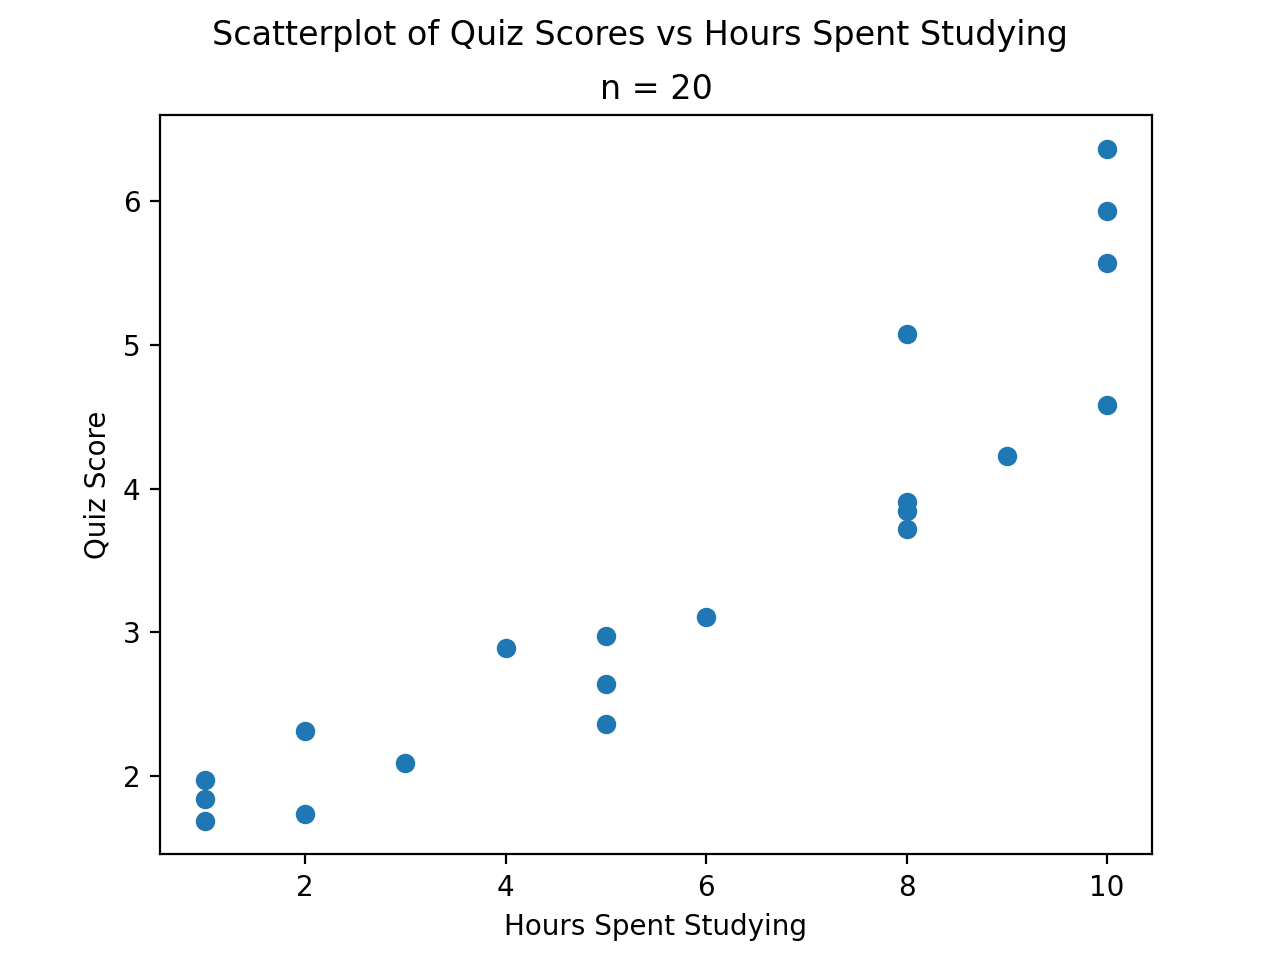 Scatterplot of Quiz Scores vs Hours Spent Studying
n = 20
6
5
4
3
2
Quiz Score
2 4 6 8 10
Hours Spent Studying